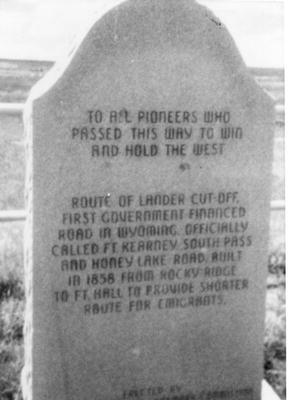 TO ALL PIONEERS WHO
PASSED THIS WAY TO WIN
AND HOLD THE WEST
ROUTE OF LANDER CUT-OFF,
FIRST GOVERNMENT FINANCED
ROAD IN WYOMING. OFFICIALLY
CALLED FT. KEARNEY, SOUTH PASS
AND HONEY LAKE ROAD. BUILT
IN 1858 FROM ROCKY RIDGE
TO FT. HALL TO PROVIDE SHORTER
ROUTE FOR EMIGRANTS.
ERECTED BY